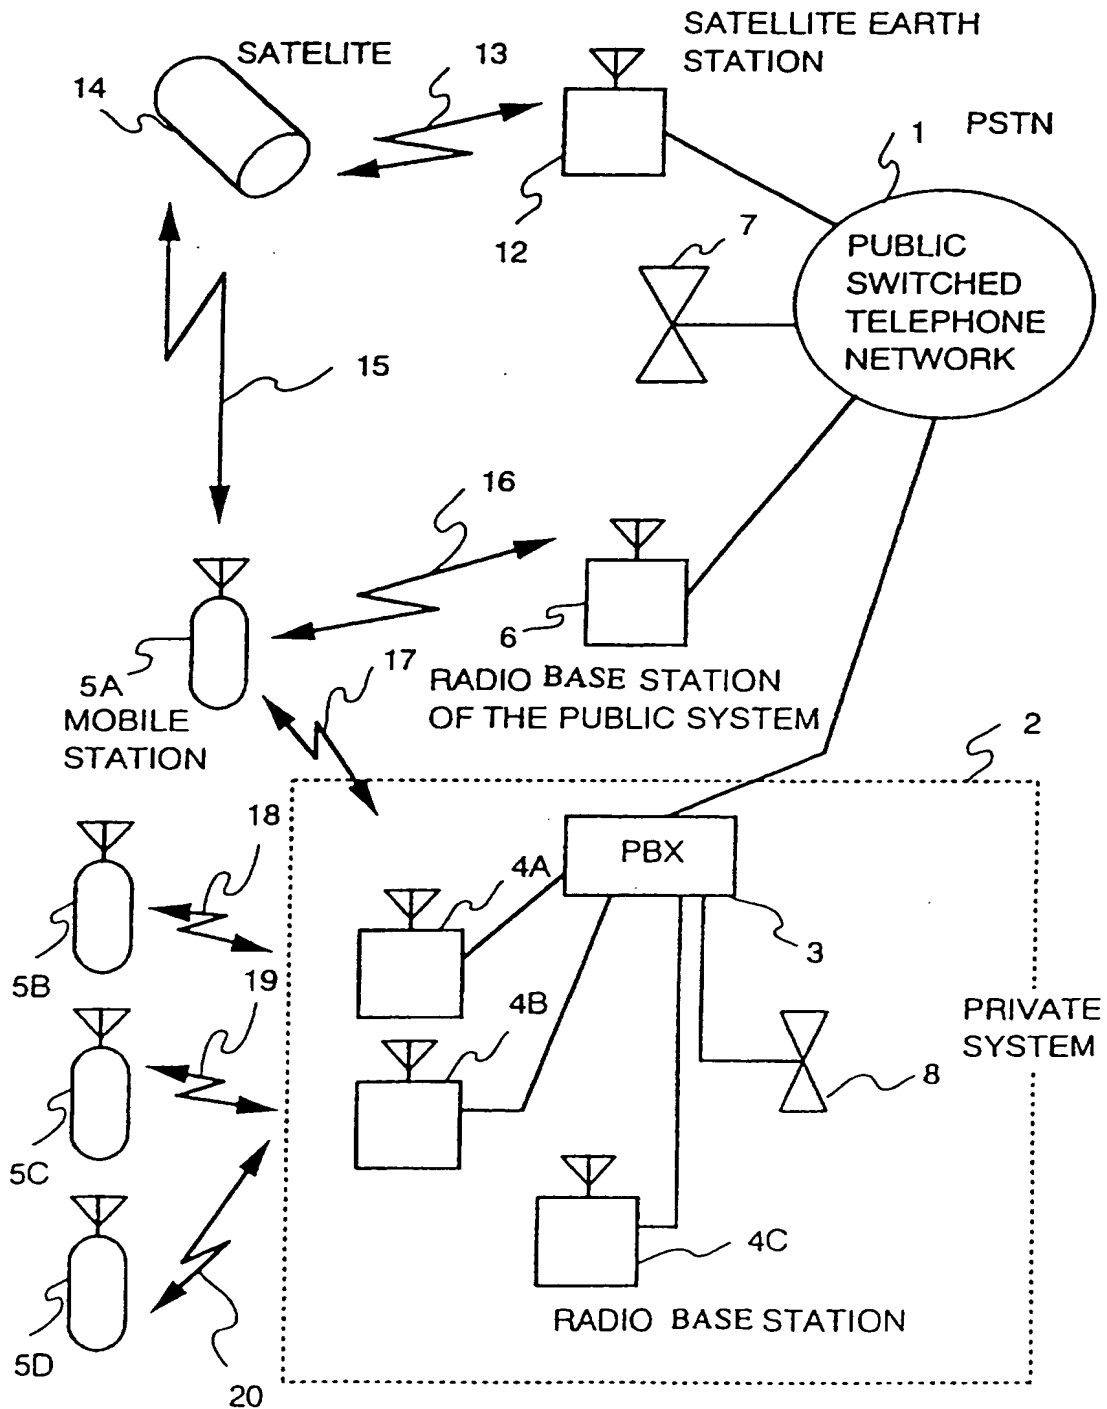 SATELITE
14
13
SATELLITE EARTH
STATION
12
1
PSTN
7
PUBLIC
SWITCHED
TELEPHONE
NETWORK
15
16
6
5A
MOBILE
STATION
17
RADIO BASE STATION
OF THE PUBLIC SYSTEM
2
18
PBX
4A
3
5B
19
4B
PRIVATE
SYSTEM
8
5C
4C
RADIO BASE STATION
5D
20